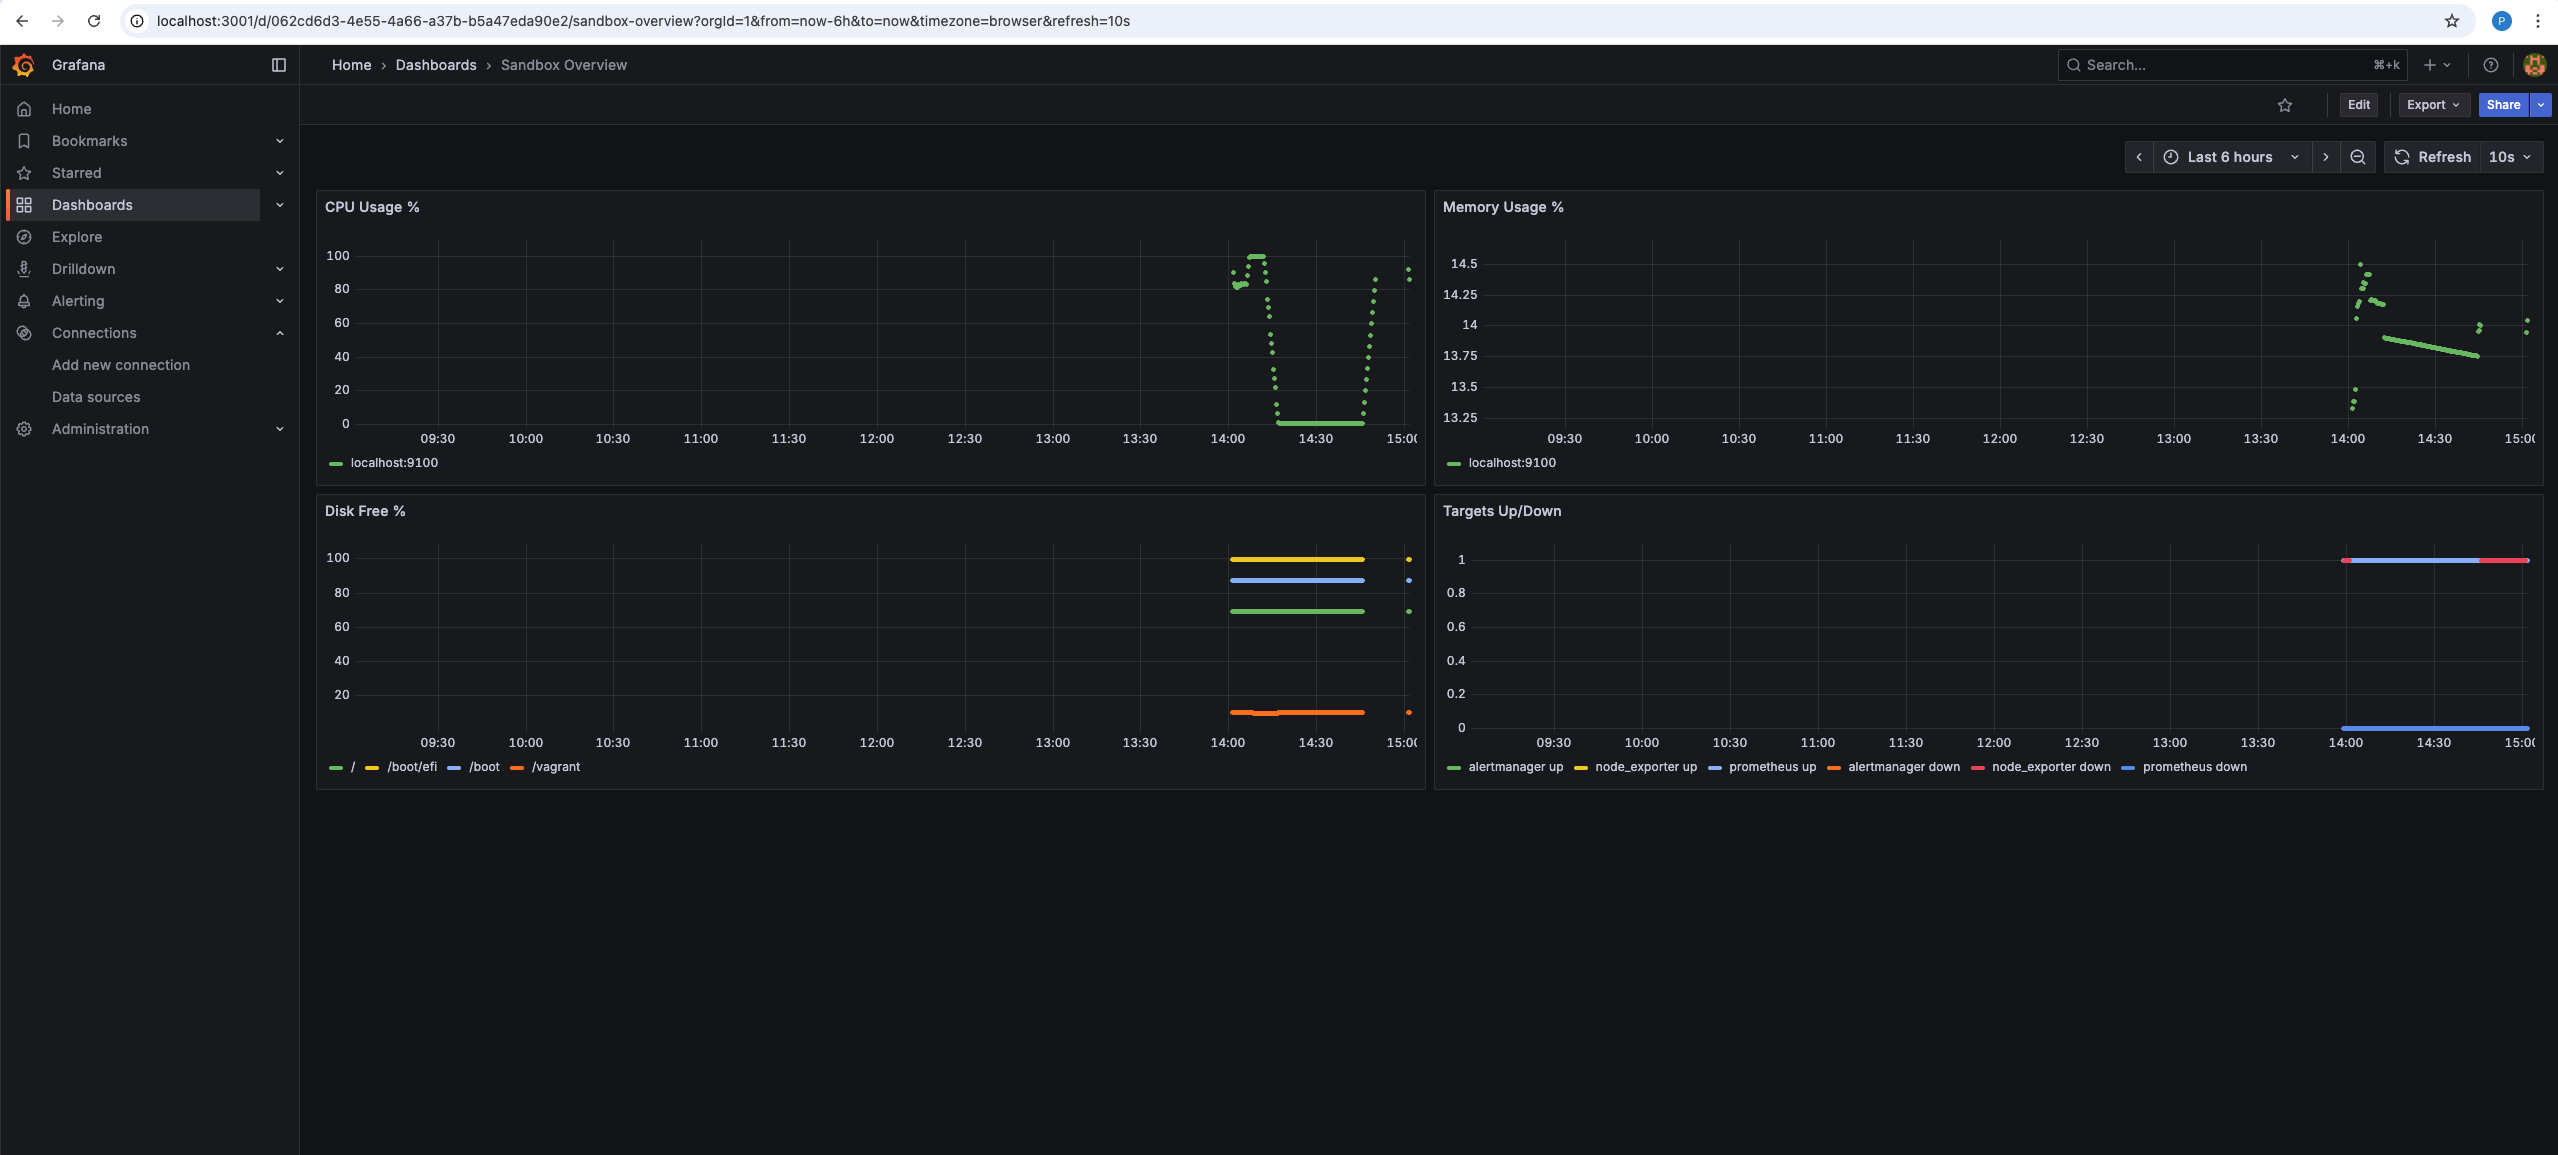 localhost:3001/d/062cd6d3-4e55-4a66-a37b-b5a47eda90e2/sandbox-overview?orgId=1&from=now-6h&to=now&timezone=browser&refresh=10s
P
Grafana
Home › Dashboards › Sandbox Overview
Search...
⌘+k
Home
Bookmarks
Starred
Dashboards
Explore
Drilldown
Alerting
Connections
Add new connection
Data sources
Administration
Edit
Export
Share
Last 6 hours
Refresh
10s
CPU Usage %
100
80
60
40
20
0
09:30 10:00 10:30 11:00 11:30 12:00 12:30 13:00 13:30 14:00 14:30 15:00
localhost:9100
Memory Usage %
14.5
14.25
14
13.75
13.5
13.25
09:30 10:00 10:30 11:00 11:30 12:00 12:30 13:00 13:30 14:00 14:30 15:00
localhost:9100
Disk Free %
100
80
60
40
20
09:30 10:00 10:30 11:00 11:30 12:00 12:30 13:00 13:30 14:00 14:30 15:00
/ /boot/efi /boot /vagrant
Targets Up/Down
1
0.8
0.6
0.4
0.2
0
09:30 10:00 10:30 11:00 11:30 12:00 12:30 13:00 13:30 14:00 14:30 15:00
alertmanager up node_exporter up prometheus up alertmanager down node_exporter down prometheus down